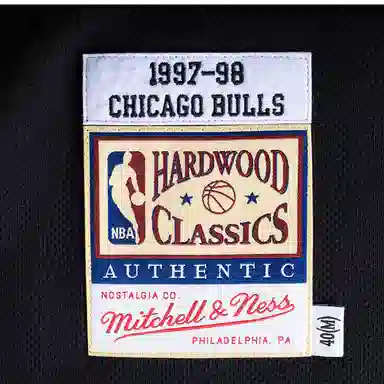 1997-98
CHICAGO BULLS
HARDWOOD
CLASSICS
NBA
AUTHENTIC
NOSTALGIA CO.
Mitchell & Ness
PHILADELPHIA, PA
40(M)